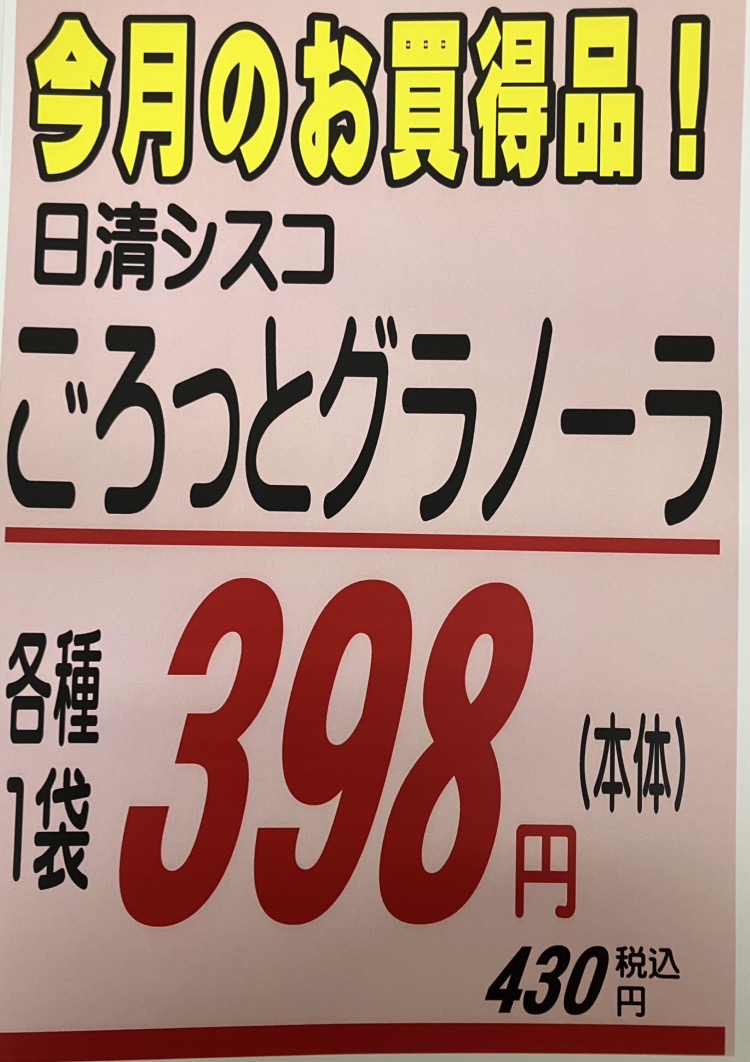 今月のお買得品！
日清シスコ
ごろっとグラノーラ
各種
1袋
398円
(本体)
430税込
円